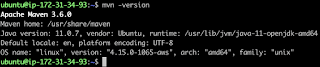 ubuntu@ip-172-31-34-93:~$ mvn -version
Apache Maven 3.6.0
Maven home: /usr/share/maven
Java version: 11.0.7, vendor: Ubuntu, runtime: /usr/lib/jvm/java-11-openjdk-amd64
Default locale: en, platform encoding: UTF-8
OS name: "linux", version: "4.15.0-1065-aws", arch: "amd64", family: "unix"
ubuntu@ip-172-31-34-93:~$